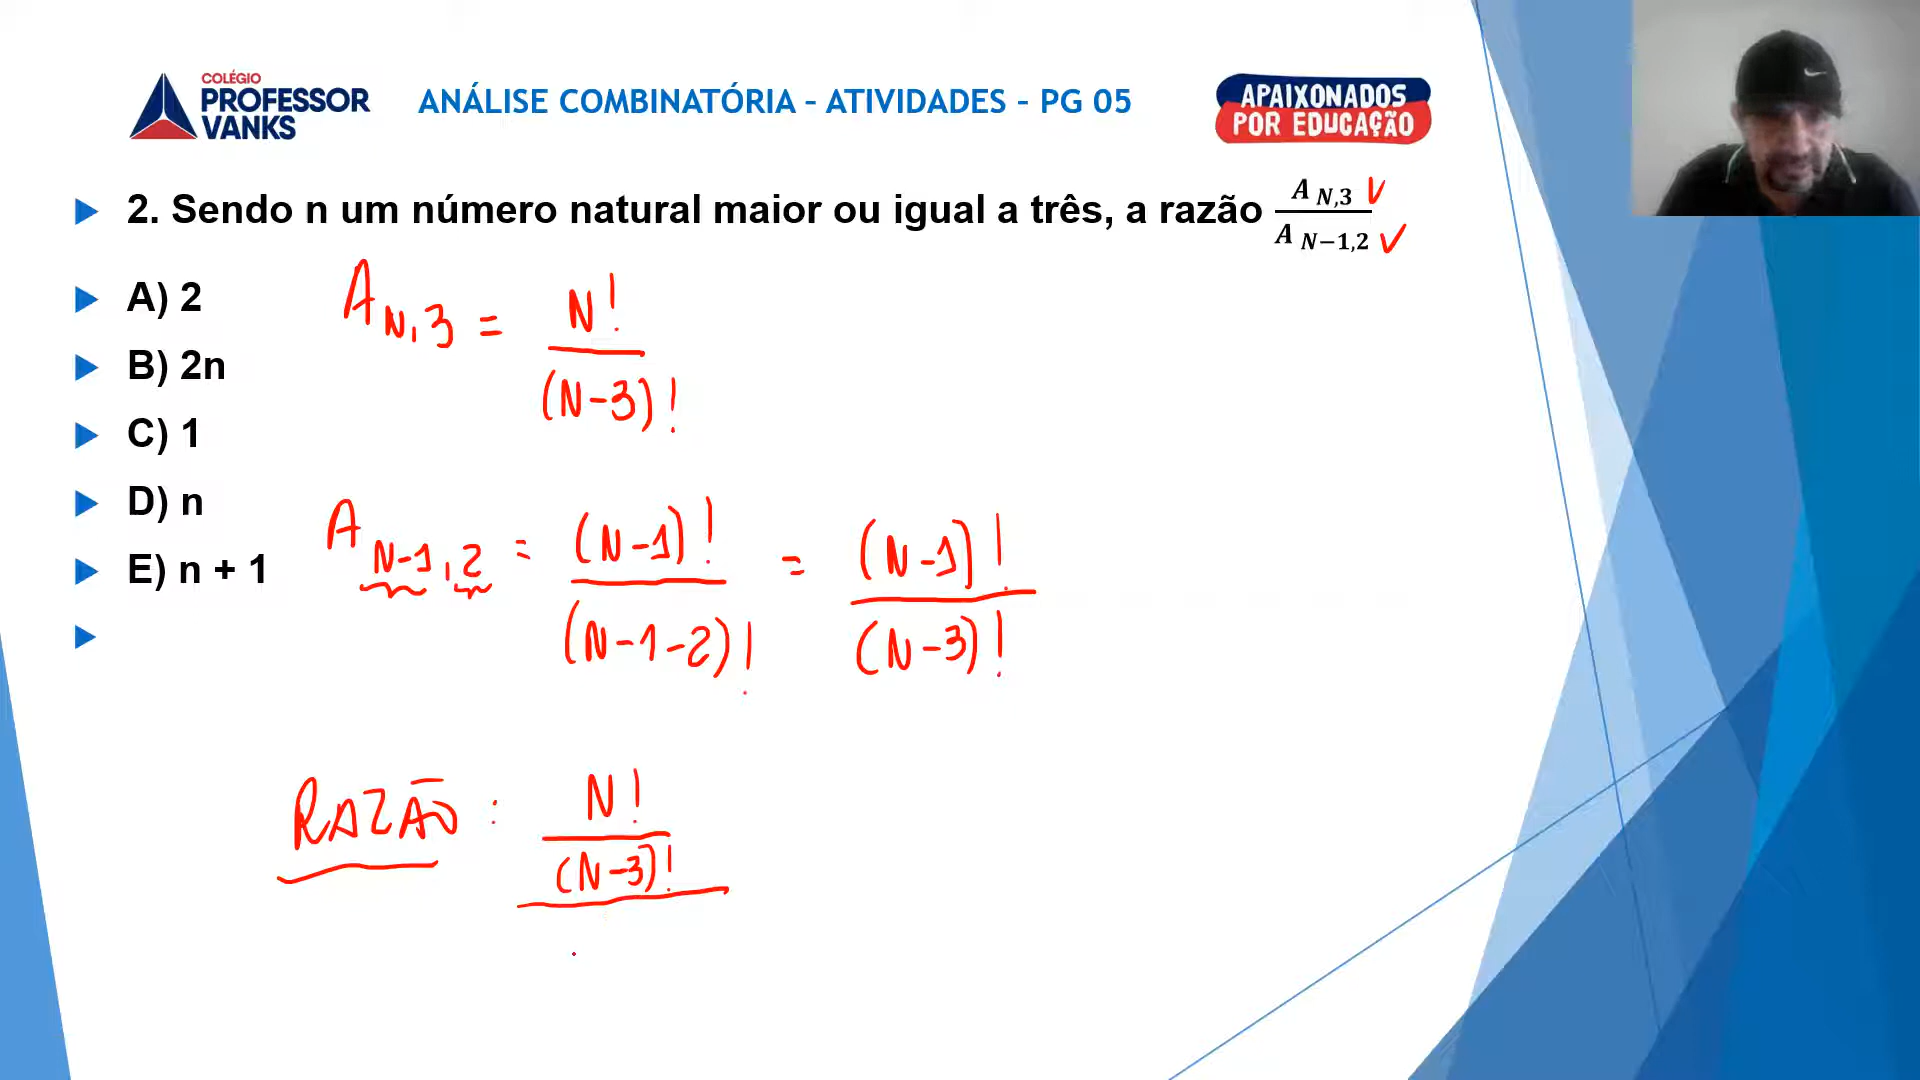 COLÉGIO
PROFESSOR
VANKS
ANÁLISE COMBINATÓRIA – ATIVIDADES – PG 05
APAIXONADOS
POR EDUCAÇÃO
2. Sendo n um número natural maior ou igual a três, a razão A N,3 / A N−1,2
A) 2
B) 2n
C) 1
D) n
E) n + 1
A N,3 = N! / (N-3)!
A N-1,2 = (N-1)! / (N-1-2)! = (N-1)! / (N-3)!
RAZÃO : N! / (N-3)!